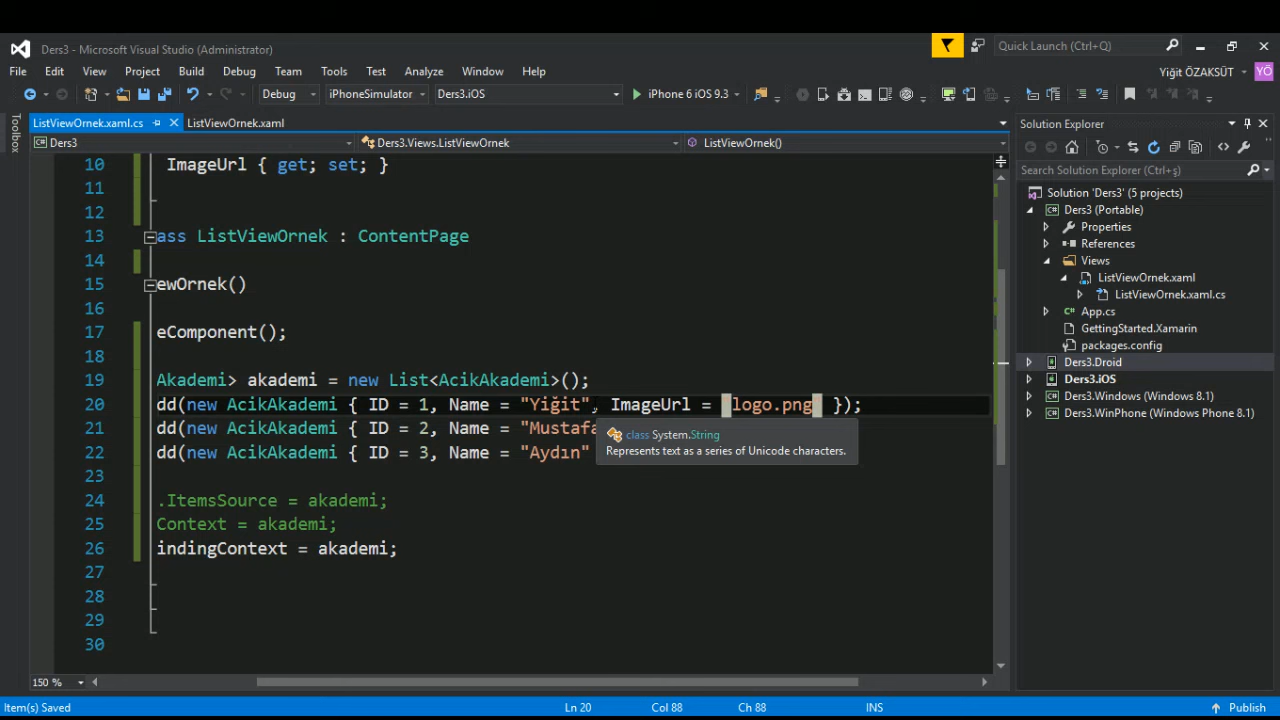 Ders3 - Microsoft Visual Studio (Administrator)
Quick Launch (Ctrl+Q)
File Edit View Project Build Debug Team Tools Test Analyze Window Help
Yiğit ÖZAKSÜT YÖ
Debug iPhoneSimulator Ders3.iOS iPhone 6 iOS 9.3
Toolbox
ListViewOrnek.xaml.cs ListViewOrnek.xaml
Ders3 Ders3.Views.ListViewOrnek ListViewOrnek()
10 ImageUrl { get; set; }
11
12
13 ass ListViewOrnek : ContentPage
14
15 ewOrnek()
16
17 eComponent();
18
19 Akademi> akademi = new List<AcikAkademi>();
20 dd(new AcikAkademi { ID = 1, Name = "Yiğit", ImageUrl = "logo.png" });
21 dd(new AcikAkademi { ID = 2, Name = "Mustafa
22 dd(new AcikAkademi { ID = 3, Name = "Aydın"
class System.String
Represents text as a series of Unicode characters.
23
24 .ItemsSource = akademi;
25 Context = akademi;
26 indingContext = akademi;
27
28
29
30
150 %
Solution Explorer
Search Solution Explorer (Ctrl+ş)
Solution 'Ders3' (5 projects)
Ders3 (Portable)
Properties
References
Views
ListViewOrnek.xaml
ListViewOrnek.xaml.cs
App.cs
GettingStarted.Xamarin
packages.config
Ders3.Droid
Ders3.iOS
Ders3.Windows (Windows 8.1)
Ders3.WinPhone (Windows Phone 8.1)
Item(s) Saved Ln 20 Col 88 Ch 88 INS Publish